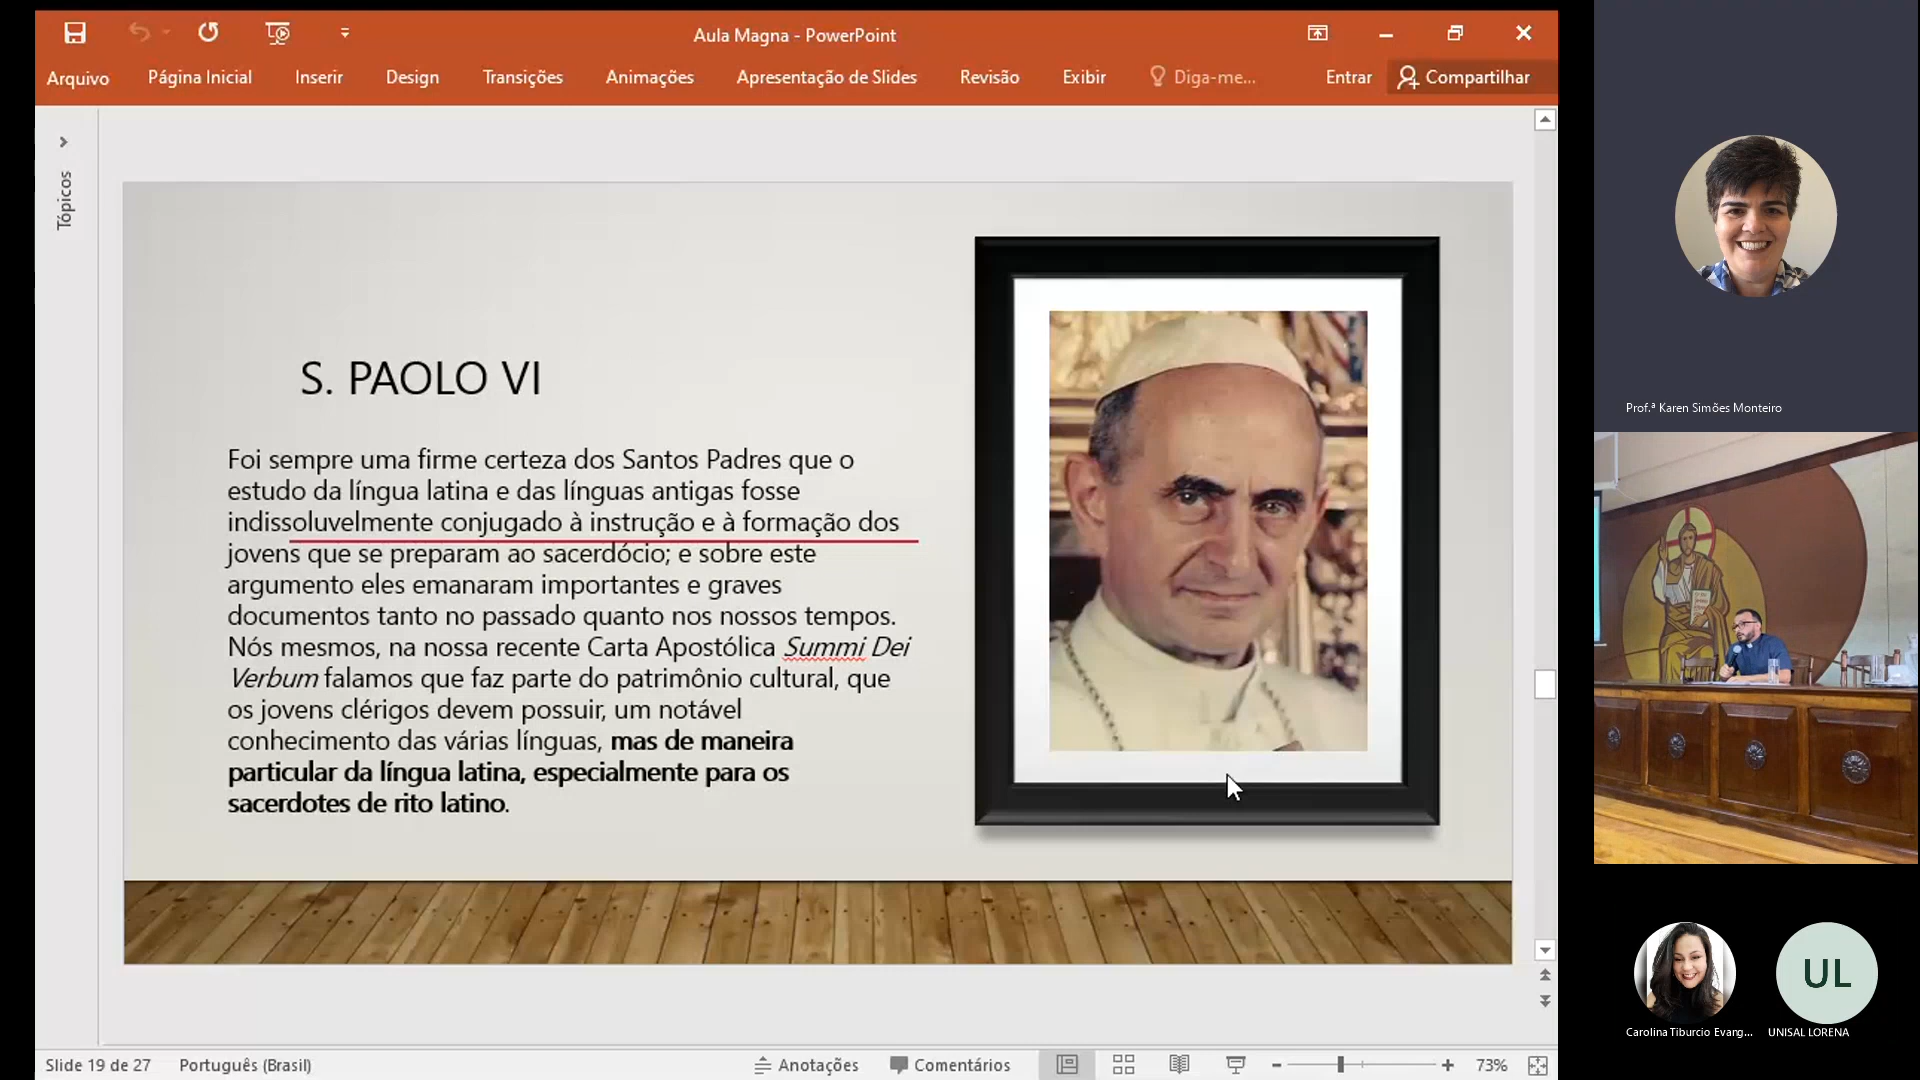 Aula Magna - PowerPoint
Arquivo
Página Inicial
Inserir
Design
Transições
Animações
Apresentação de Slides
Revisão
Exibir
Diga-me...
Entrar
Compartilhar
Tópicos
S. PAOLO VI
Foi sempre uma firme certeza dos Santos Padres que o
estudo da língua latina e das línguas antigas fosse
indissoluvelmente conjugado à instrução e à formação dos
jovens que se preparam ao sacerdócio; e sobre este
argumento eles emanaram importantes e graves
documentos tanto no passado quanto nos nossos tempos.
Nós mesmos, na nossa recente Carta Apostólica Summi Dei
Verbum falamos que faz parte do patrimônio cultural, que
os jovens clérigos devem possuir, um notável
conhecimento das várias línguas, mas de maneira
particular da língua latina, especialmente para os
sacerdotes de rito latino.
Slide 19 de 27
Português (Brasil)
Anotações
Comentários
73%
Prof.ª Karen Simões Monteiro
UL
Carolina Tiburcio Evang...
UNISAL LORENA